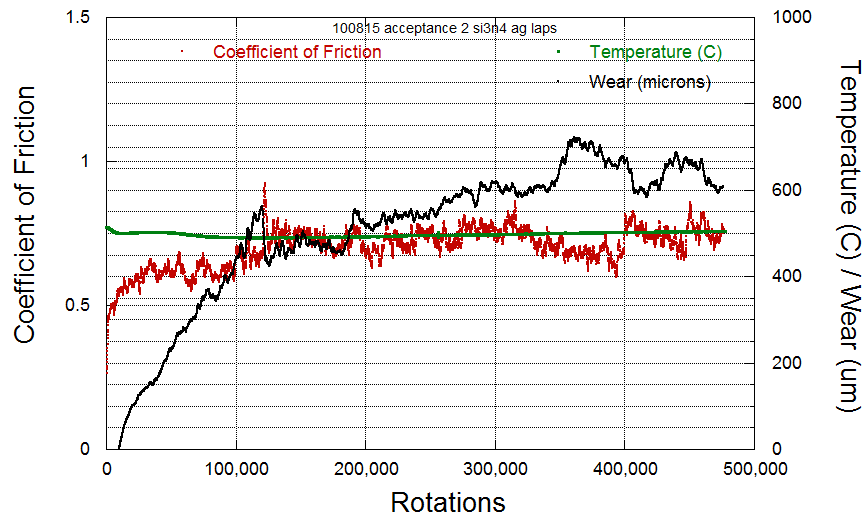 100815 acceptance 2 si3n4 ag laps
Coefficient of Friction
Temperature (C)
Wear (microns)
1.5
1
0.5
0
Coefficient of Friction
1000
800
600
400
200
0
Temperature (C) / Wear (um)
0
100,000
200,000
300,000
400,000
500,000
Rotations